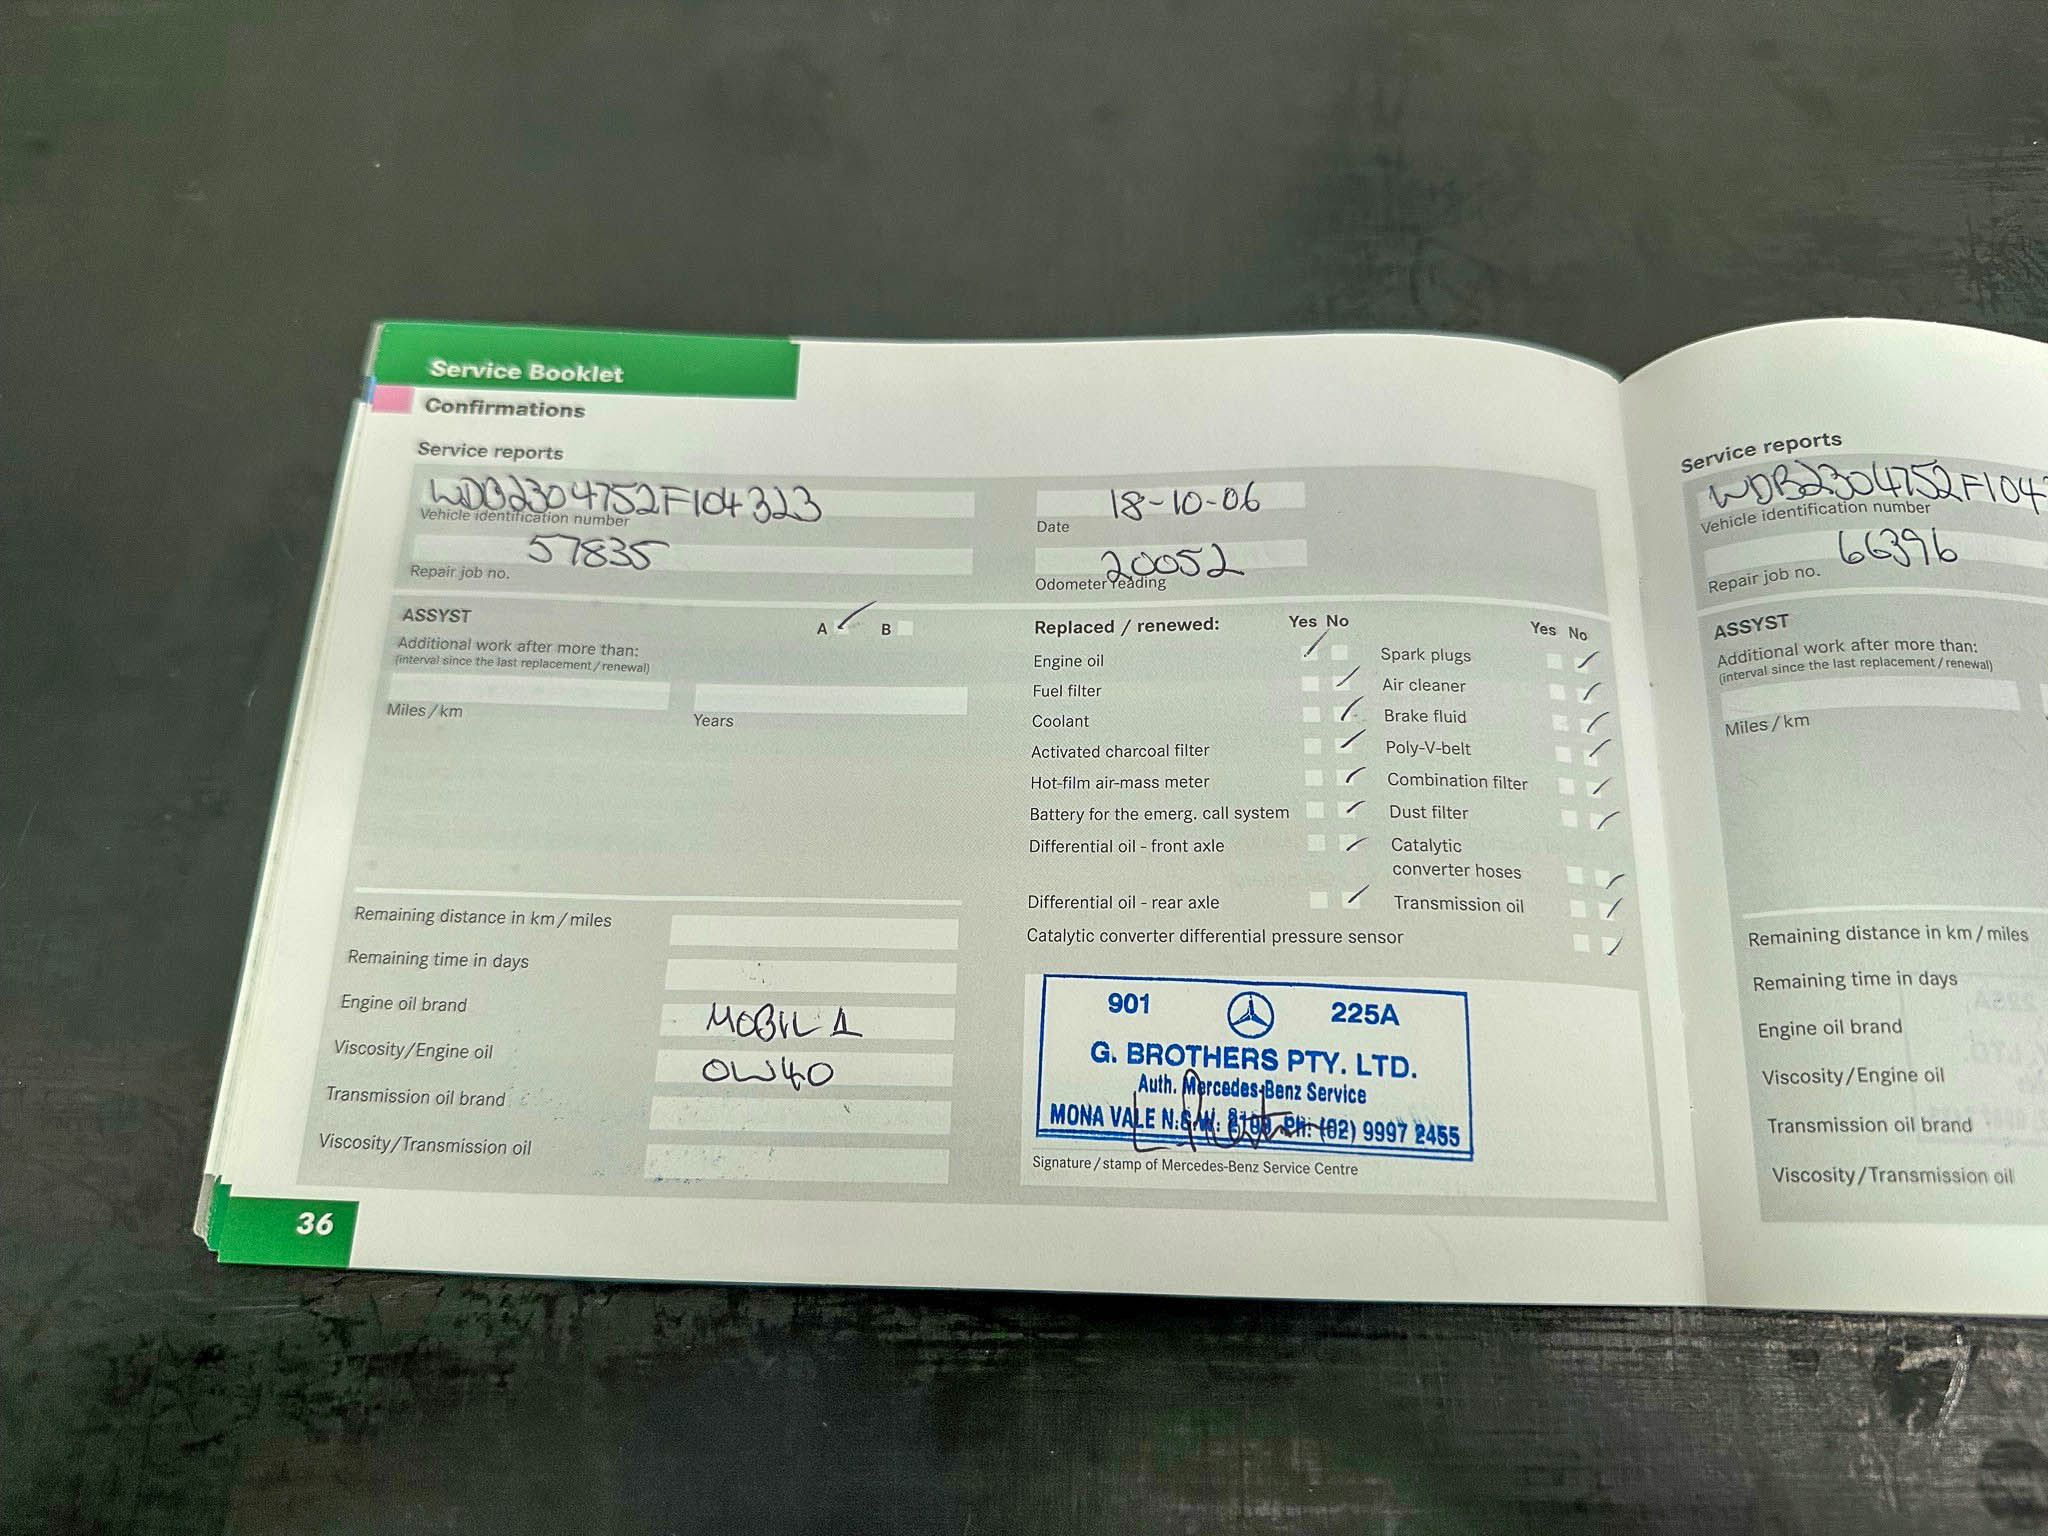 Service Booklet
Confirmations
Service reports
WDB2304752F104323
Vehicle identification number
18-10-06
Date
57835
Repair job no.
20052
Odometer reading
ASSYST
A B
Additional work after more than:
(interval since the last replacement/renewal)
Miles/km
Years
Replaced / renewed: Yes No Yes No
Engine oil
Spark plugs
Fuel filter
Air cleaner
Coolant
Brake fluid
Activated charcoal filter
Poly-V-belt
Hot-film air-mass meter
Combination filter
Battery for the emerg. call system
Dust filter
Differential oil - front axle
Catalytic
converter hoses
Differential oil - rear axle
Transmission oil
Catalytic converter differential pressure sensor
Remaining distance in km/miles
Remaining time in days
Engine oil brand
MOBIL 1
Viscosity/Engine oil
0W40
Transmission oil brand
Viscosity/Transmission oil
901 225A
G. BROTHERS PTY. LTD.
Auth. Mercedes-Benz Service
MONA VALE N.S.W. 2103 Ph: (02) 9997 2455
Signature/stamp of Mercedes-Benz Service Centre
36
Service reports
WDB2304752F104
Vehicle identification number
66396
Repair job no.
ASSYST
Additional work after more than:
(interval since the last replacement/renewal)
Miles/km
Remaining distance in km/miles
Remaining time in days
Engine oil brand
Viscosity/Engine oil
Transmission oil brand
Viscosity/Transmission oil